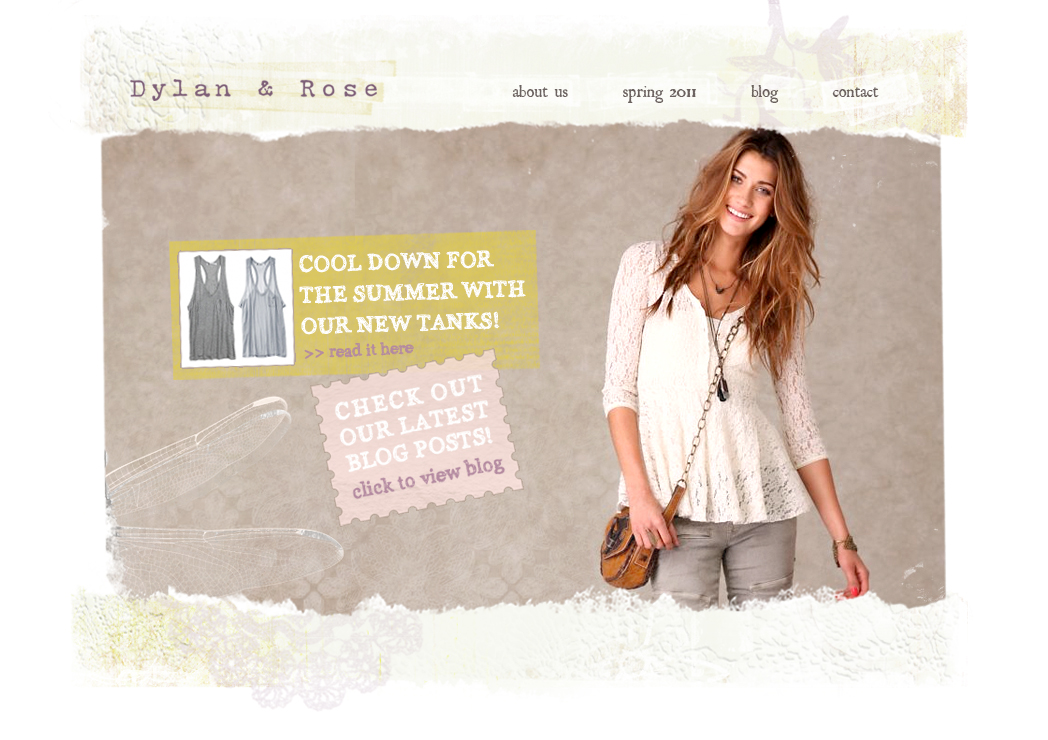 Dylan & Rose
about us spring 2011 blog contact
COOL DOWN FOR
THE SUMMER WITH
OUR NEW TANKS!
>> read it here
CHECK OUT
OUR LATEST
BLOG POSTS!
click to view blog